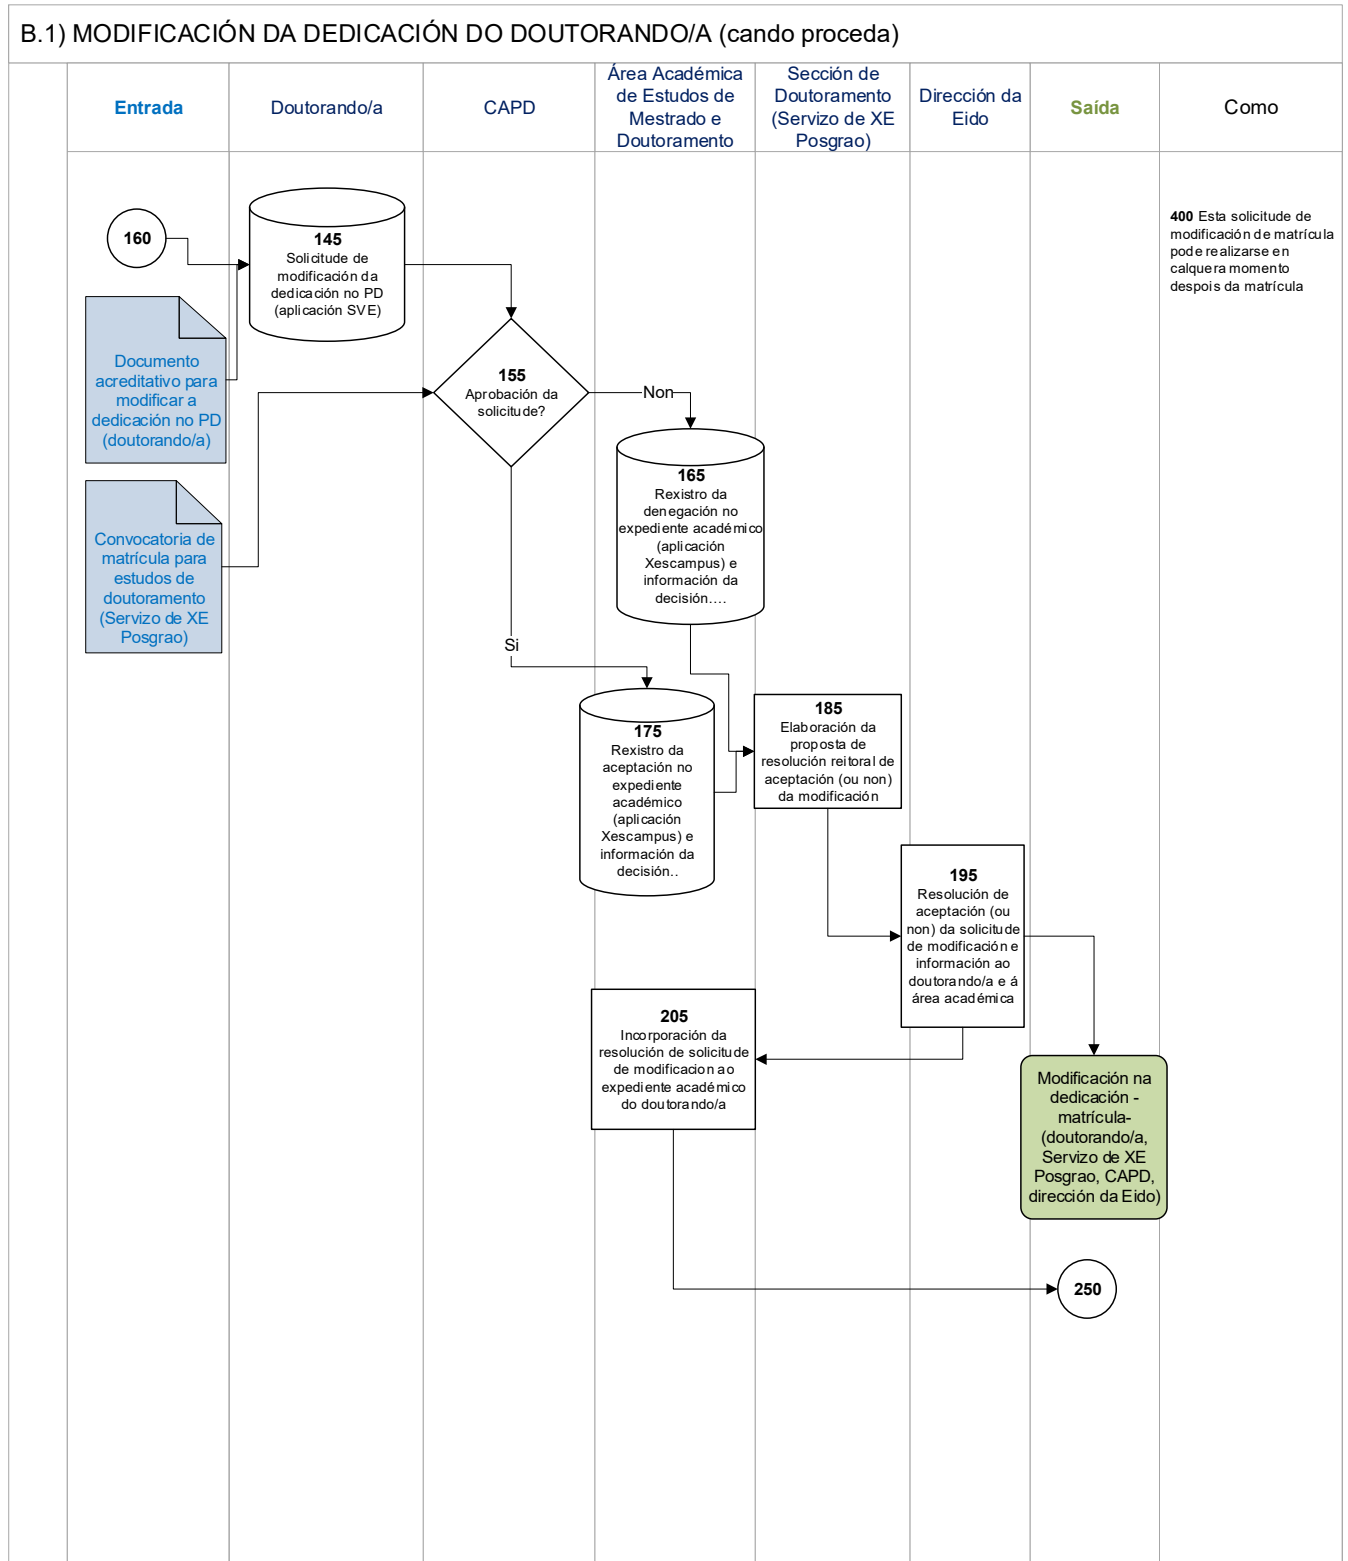 B.1) MODIFICACIÓN DA DEDICACIÓN DO DOUTORANDO/A (cando proceda)
Entrada
Doutorando/a
CAPD
Área Académica
de Estudos de
Mestrado e
Doutoramento
Sección de
Doutoramento
(Servizo de XE
Posgrao)
Dirección da
Eido
Saída
Como
160
145
Solicitude de
modificación da
dedicación no PD
(aplicación SVE)
400 Esta solicitude de
modificación de matrícula
pode realizarse en
calquera momento
despois da matrícula
Documento
acreditativo para
modificar a
dedicación no PD
(doutorando/a)
155
Aprobación da
solicitude?
Non
165
Rexistro da
denegación no
expediente académico
(aplicación
Xescampus) e
información da
decisión....
Convocatoria de
matrícula para
estudos de
doutoramento
(Servizo de XE
Posgrao)
Si
175
Rexistro da
aceptación no
expediente
académico
(aplicación
Xescampus) e
información da
decisión..
185
Elaboración da
proposta de
resolución reitoral de
aceptación (ou non)
da modificación
195
Resolución de
aceptación (ou
non) da solicitude
de modificación e
información ao
doutorando/a e á
área académica
205
Incorporación da
resolución de solicitude
de modificacion ao
expediente académico
do doutorando/a
Modificación na
dedicación -
matrícula-
(doutorando/a,
Servizo de XE
Posgrao, CAPD,
dirección da Eido)
250